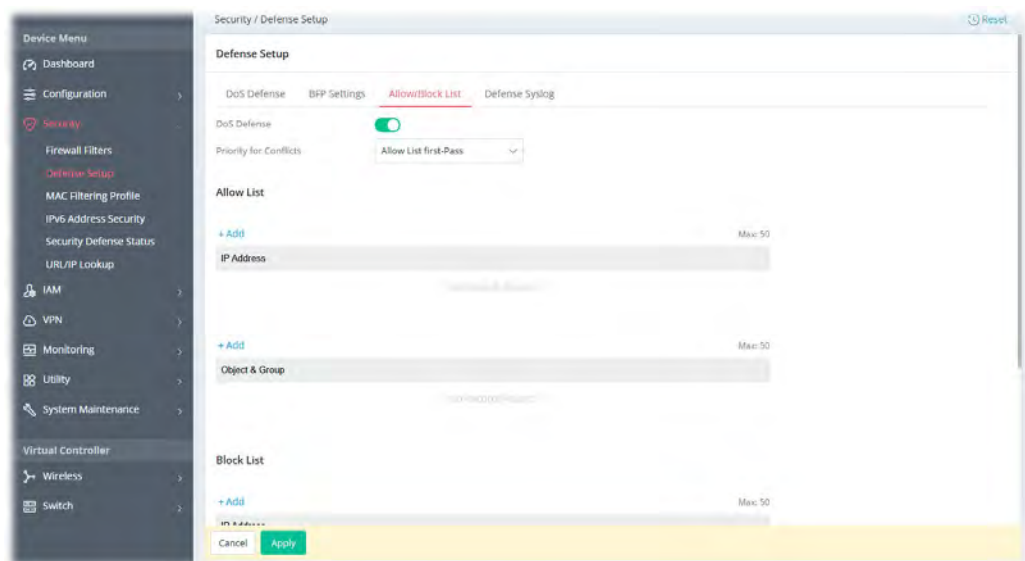 Security / Defense Setup
Reset
Device Menu
Dashboard
Configuration
Security
Firewall Filters
Defense Setup
MAC Filtering Profile
IPv6 Address Security
Security Defense Status
URL/IP Lookup
IAM
VPN
Monitoring
Utility
System Maintenance
Virtual Controller
Wireless
Switch
Defense Setup
DoS Defense
BFP Settings
Allow/Block List
Defense Syslog
DoS Defense
Priority for Conflicts
Allow List first-Pass
Allow List
+ Add
Max: 50
IP Address
+ Add
Max: 50
Object & Group
Block List
+ Add
Max: 50
IP Address
Cancel
Apply